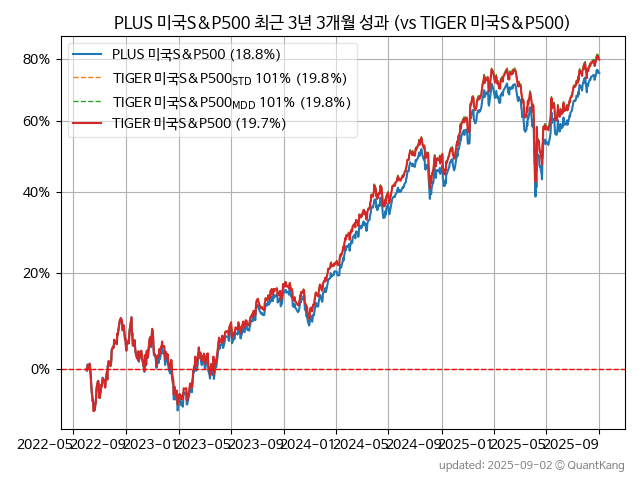 PLUS 미국S&P500 최근 3년 3개월 성과 (vs TIGER 미국S&P500)
PLUS 미국S&P500 (18.8%)
TIGER 미국S&P500STD 101% (19.8%)
TIGER 미국S&P500MDD 101% (19.8%)
TIGER 미국S&P500 (19.7%)
80%
60%
40%
20%
0%
2022-05 2022-09 2023-01 2023-05 2023-09 2024-01 2024-05 2024-09 2025-01 2025-05 2025-09
updated: 2025-09-02 © QuantKang